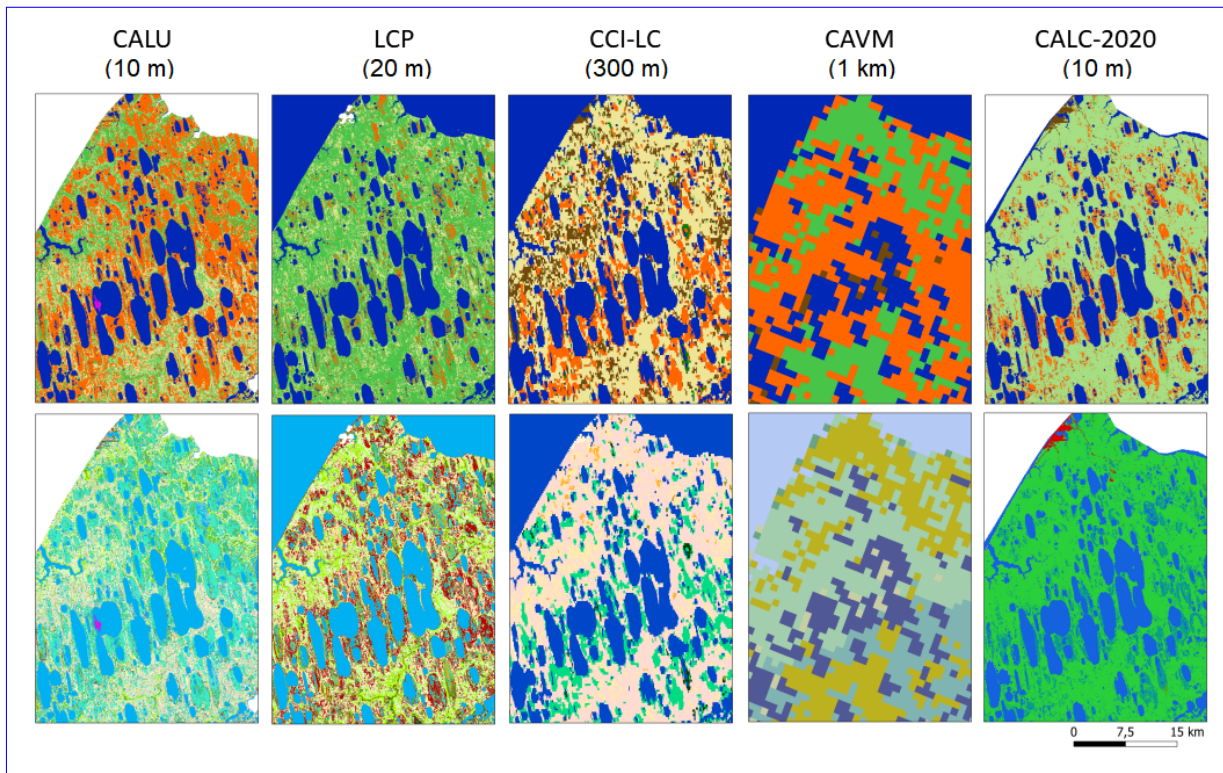 CALU LCP CCI-LC CAVM CALC-2020
(10 m) (20 m) (300 m) (1 km) (10 m)
0 7,5 15 km